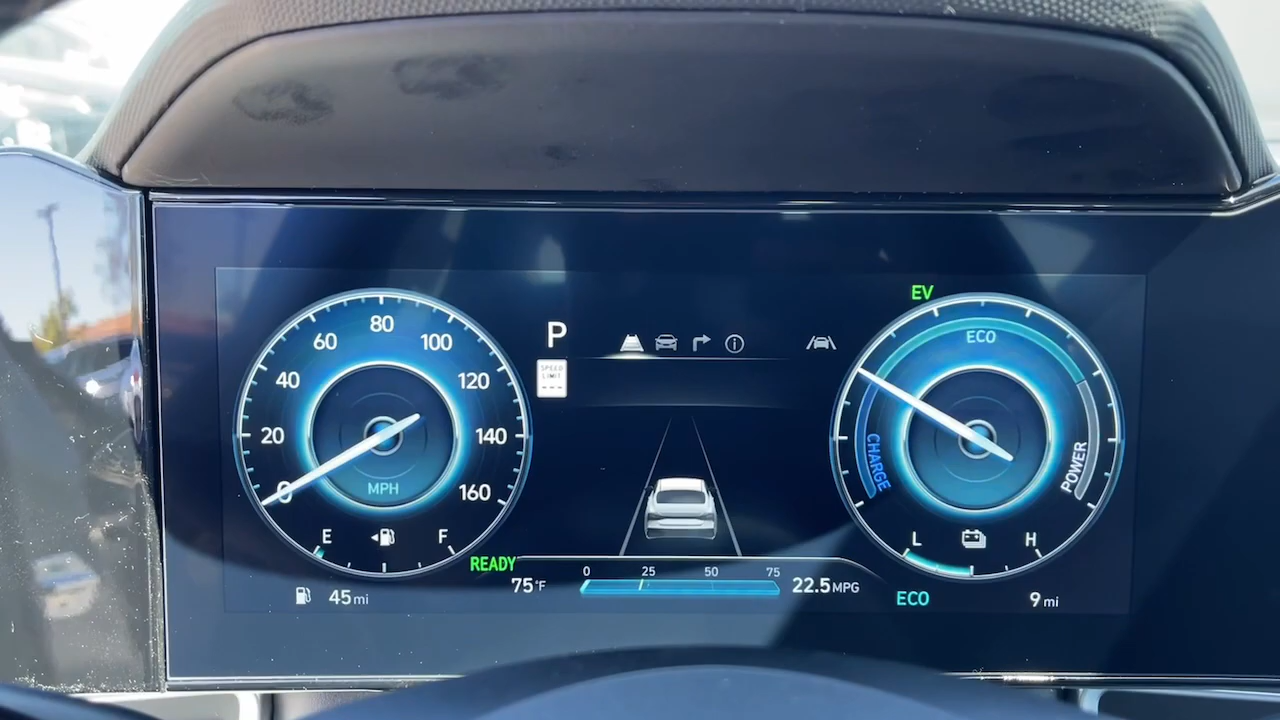 EV
P
SPEED
LIMIT
---
0
20
40
60
80
100
120
140
160
MPH
E
F
45 mi
READY
75°F
0 25 50 75
22.5 MPG
ECO
CHARGE
POWER
L
H
ECO
9 mi